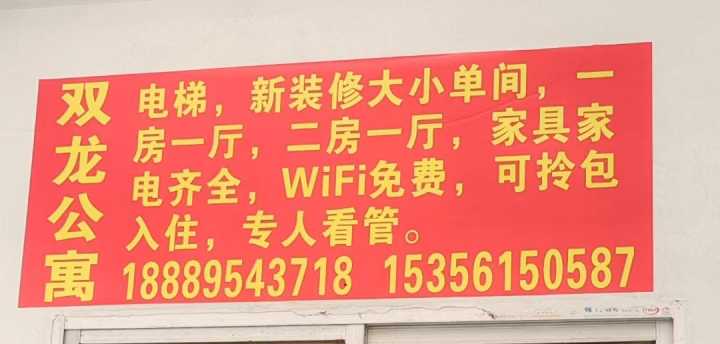 双龙公寓
电梯，新装修大小单间，一
房一厅，二房一厅，家具家
电齐全，WiFi免费，可拎包
入住，专人看管。
18889543718 15356150587